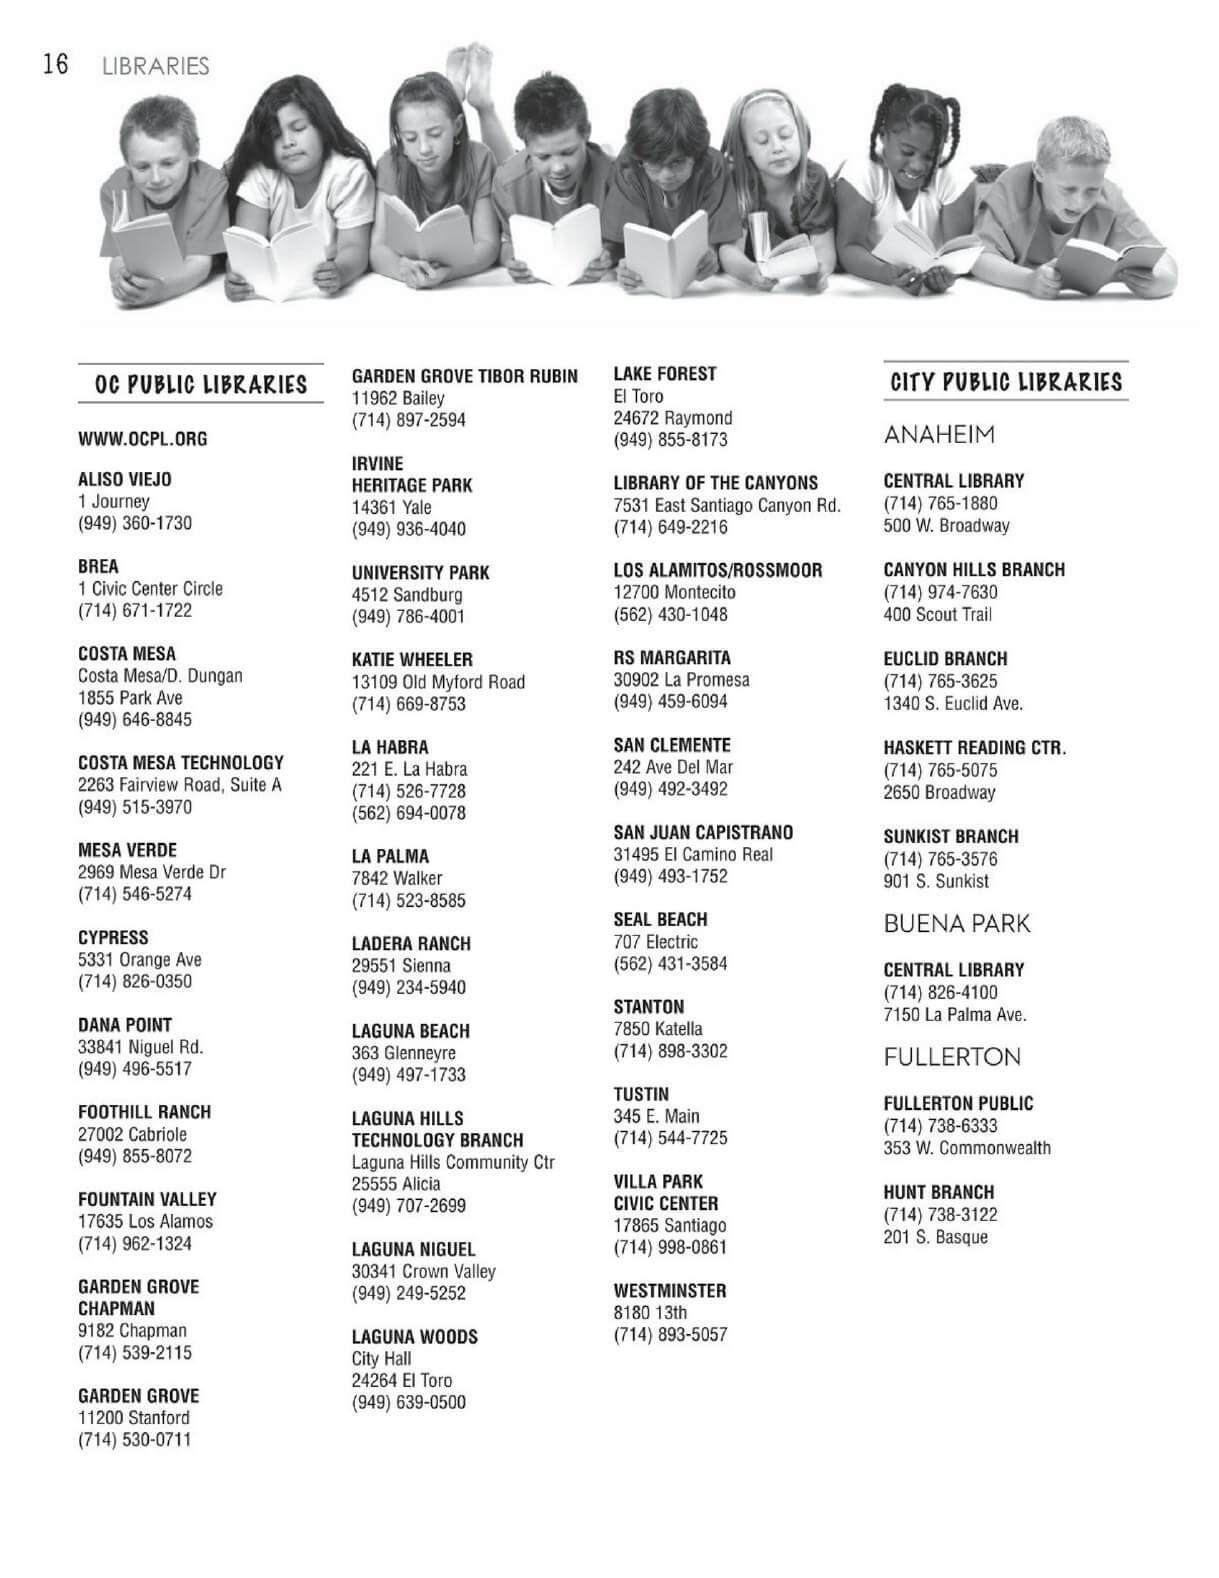 16 LIBRARIES
OC PUBLIC LIBRARIES
WWW.OCPL.ORG
ALISO VIEJO
1 Journey
(949) 360-1730
BREA
1 Civic Center Circle
(714) 671-1722
COSTA MESA
Costa Mesa/D. Dungan
1855 Park Ave
(949) 646-8845
COSTA MESA TECHNOLOGY
2263 Fairview Road, Suite A
(949) 515-3970
MESA VERDE
2969 Mesa Verde Dr
(714) 546-5274
CYPRESS
5331 Orange Ave
(714) 826-0350
DANA POINT
33841 Niguel Rd.
(949) 496-5517
FOOTHILL RANCH
27002 Cabriole
(949) 855-8072
FOUNTAIN VALLEY
17635 Los Alamos
(714) 962-1324
GARDEN GROVE
CHAPMAN
9182 Chapman
(714) 539-2115
GARDEN GROVE
11200 Stanford
(714) 530-0711
GARDEN GROVE TIBOR RUBIN
11962 Bailey
(714) 897-2594
IRVINE
HERITAGE PARK
14361 Yale
(949) 936-4040
UNIVERSITY PARK
4512 Sandburg
(949) 786-4001
KATIE WHEELER
13109 Old Myford Road
(714) 669-8753
LA HABRA
221 E. La Habra
(714) 526-7728
(562) 694-0078
LA PALMA
7842 Walker
(714) 523-8585
LADERA RANCH
29551 Sienna
(949) 234-5940
LAGUNA BEACH
363 Glenneyre
(949) 497-1733
LAGUNA HILLS
TECHNOLOGY BRANCH
Laguna Hills Community Ctr
25555 Alicia
(949) 707-2699
LAGUNA NIGUEL
30341 Crown Valley
(949) 249-5252
LAGUNA WOODS
City Hall
24264 El Toro
(949) 639-0500
LAKE FOREST
El Toro
24672 Raymond
(949) 855-8173
LIBRARY OF THE CANYONS
7531 East Santiago Canyon Rd.
(714) 649-2216
LOS ALAMITOS/ROSSMOOR
12700 Montecito
(562) 430-1048
RS MARGARITA
30902 La Promesa
(949) 459-6094
SAN CLEMENTE
242 Ave Del Mar
(949) 492-3492
SAN JUAN CAPISTRANO
31495 El Camino Real
(949) 493-1752
SEAL BEACH
707 Electric
(562) 431-3584
STANTON
7850 Katella
(714) 898-3302
TUSTIN
345 E. Main
(714) 544-7725
VILLA PARK
CIVIC CENTER
17865 Santiago
(714) 998-0861
WESTMINSTER
8180 13th
(714) 893-5057
CITY PUBLIC LIBRARIES
ANAHEIM
CENTRAL LIBRARY
(714) 765-1880
500 W. Broadway
CANYON HILLS BRANCH
(714) 974-7630
400 Scout Trail
EUCLID BRANCH
(714) 765-3625
1340 S. Euclid Ave.
HASKETT READING CTR.
(714) 765-5075
2650 Broadway
SUNKIST BRANCH
(714) 765-3576
901 S. Sunkist
BUENA PARK
CENTRAL LIBRARY
(714) 826-4100
7150 La Palma Ave.
FULLERTON
FULLERTON PUBLIC
(714) 738-6333
353 W. Commonwealth
HUNT BRANCH
(714) 738-3122
201 S. Basque